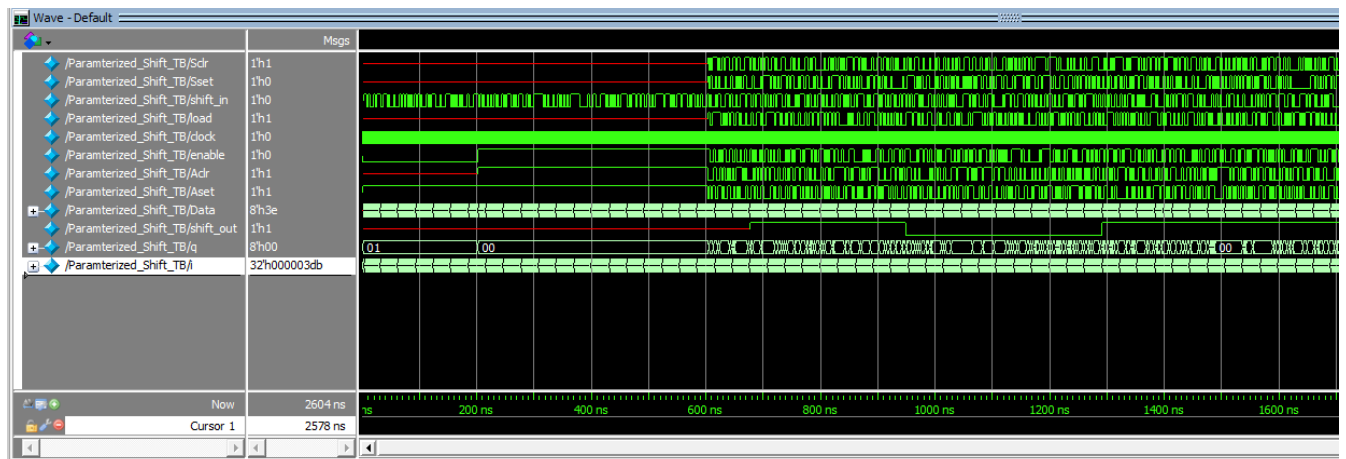 Wave - Default
Msgs
/Paramterized_Shift_TB/Sclr 1'h1
/Paramterized_Shift_TB/Sset 1'h0
/Paramterized_Shift_TB/shift_in 1'h0
/Paramterized_Shift_TB/load 1'h1
/Paramterized_Shift_TB/clock 1'h0
/Paramterized_Shift_TB/enable 1'h0
/Paramterized_Shift_TB/Aclr 1'h1
/Paramterized_Shift_TB/Aset 1'h1
/Paramterized_Shift_TB/Data 8'h3e
/Paramterized_Shift_TB/shift_out 1'h1
/Paramterized_Shift_TB/q 8'h00 01 00 00
/Paramterized_Shift_TB/i 32'h000003db
Now 2604 ns ns 200 ns 400 ns 600 ns 800 ns 1000 ns 1200 ns 1400 ns 1600 ns
Cursor 1 2578 ns